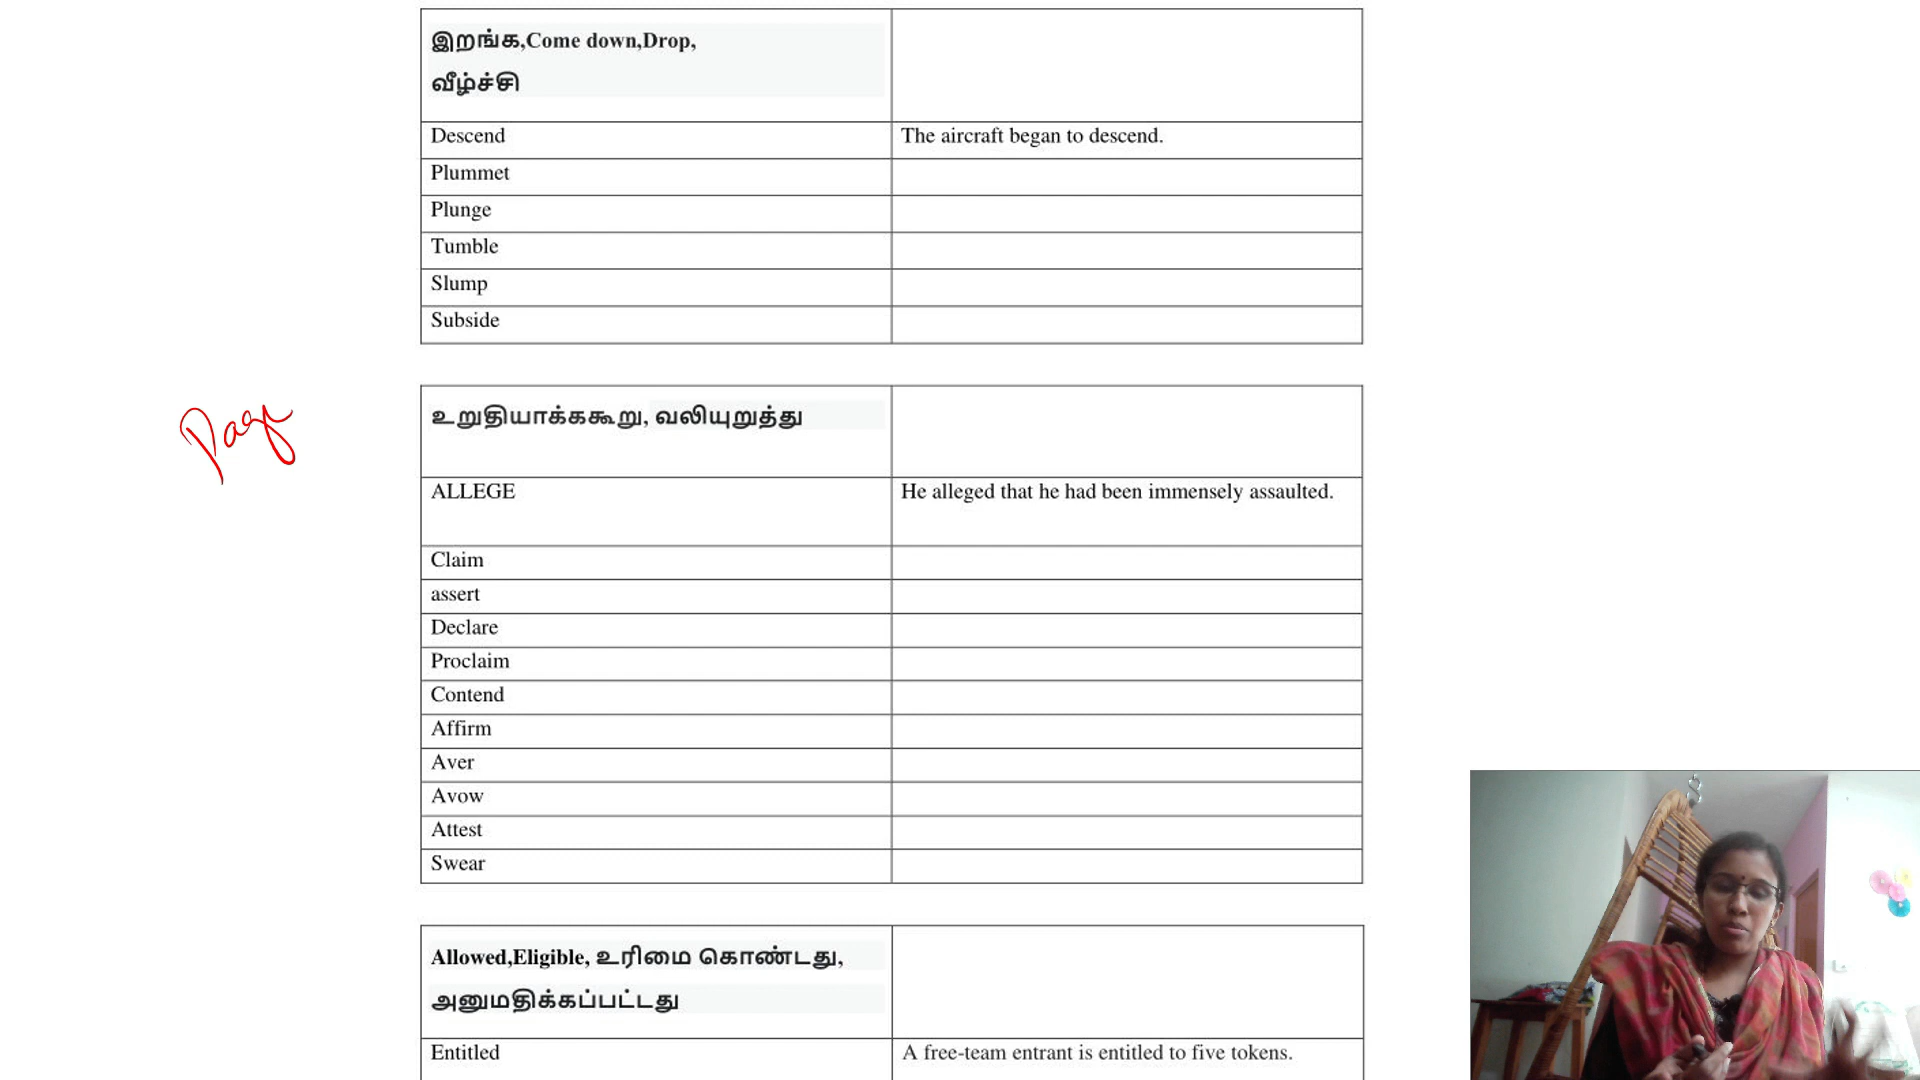 இறங்க,Come down,Drop,
வீழ்ச்சி
Descend The aircraft began to descend.
Plummet
Plunge
Tumble
Slump
Subside
Page
உறுதியாக்ககூறு, வலியுறுத்து
ALLEGE He alleged that he had been immensely assaulted.
Claim
assert
Declare
Proclaim
Contend
Affirm
Aver
Avow
Attest
Swear
Allowed,Eligible, உரிமை கொண்டது,
அனுமதிக்கப்பட்டது
Entitled A free-team entrant is entitled to five tokens.